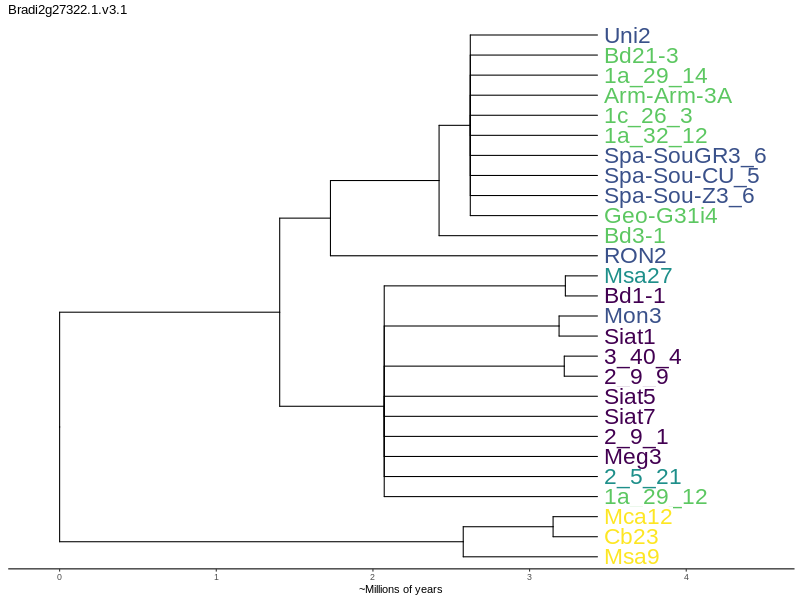 Bradi2g27322.1.v3.1
Uni2
Bd21-3
1a_29_14
Arm-Arm-3A
1c_26_3
1a_32_12
Spa-SouGR3_6
Spa-Sou-CU_5
Spa-Sou-Z3_6
Geo-G31i4
Bd3-1
RON2
Msa27
Bd1-1
Mon3
Siat1
3_40_4
2_9_9
Siat5
Siat7
2_9_1
Meg3
2_5_21
1a_29_12
Mca12
Cb23
Msa9
0 1 2 3 4
~Millions of years